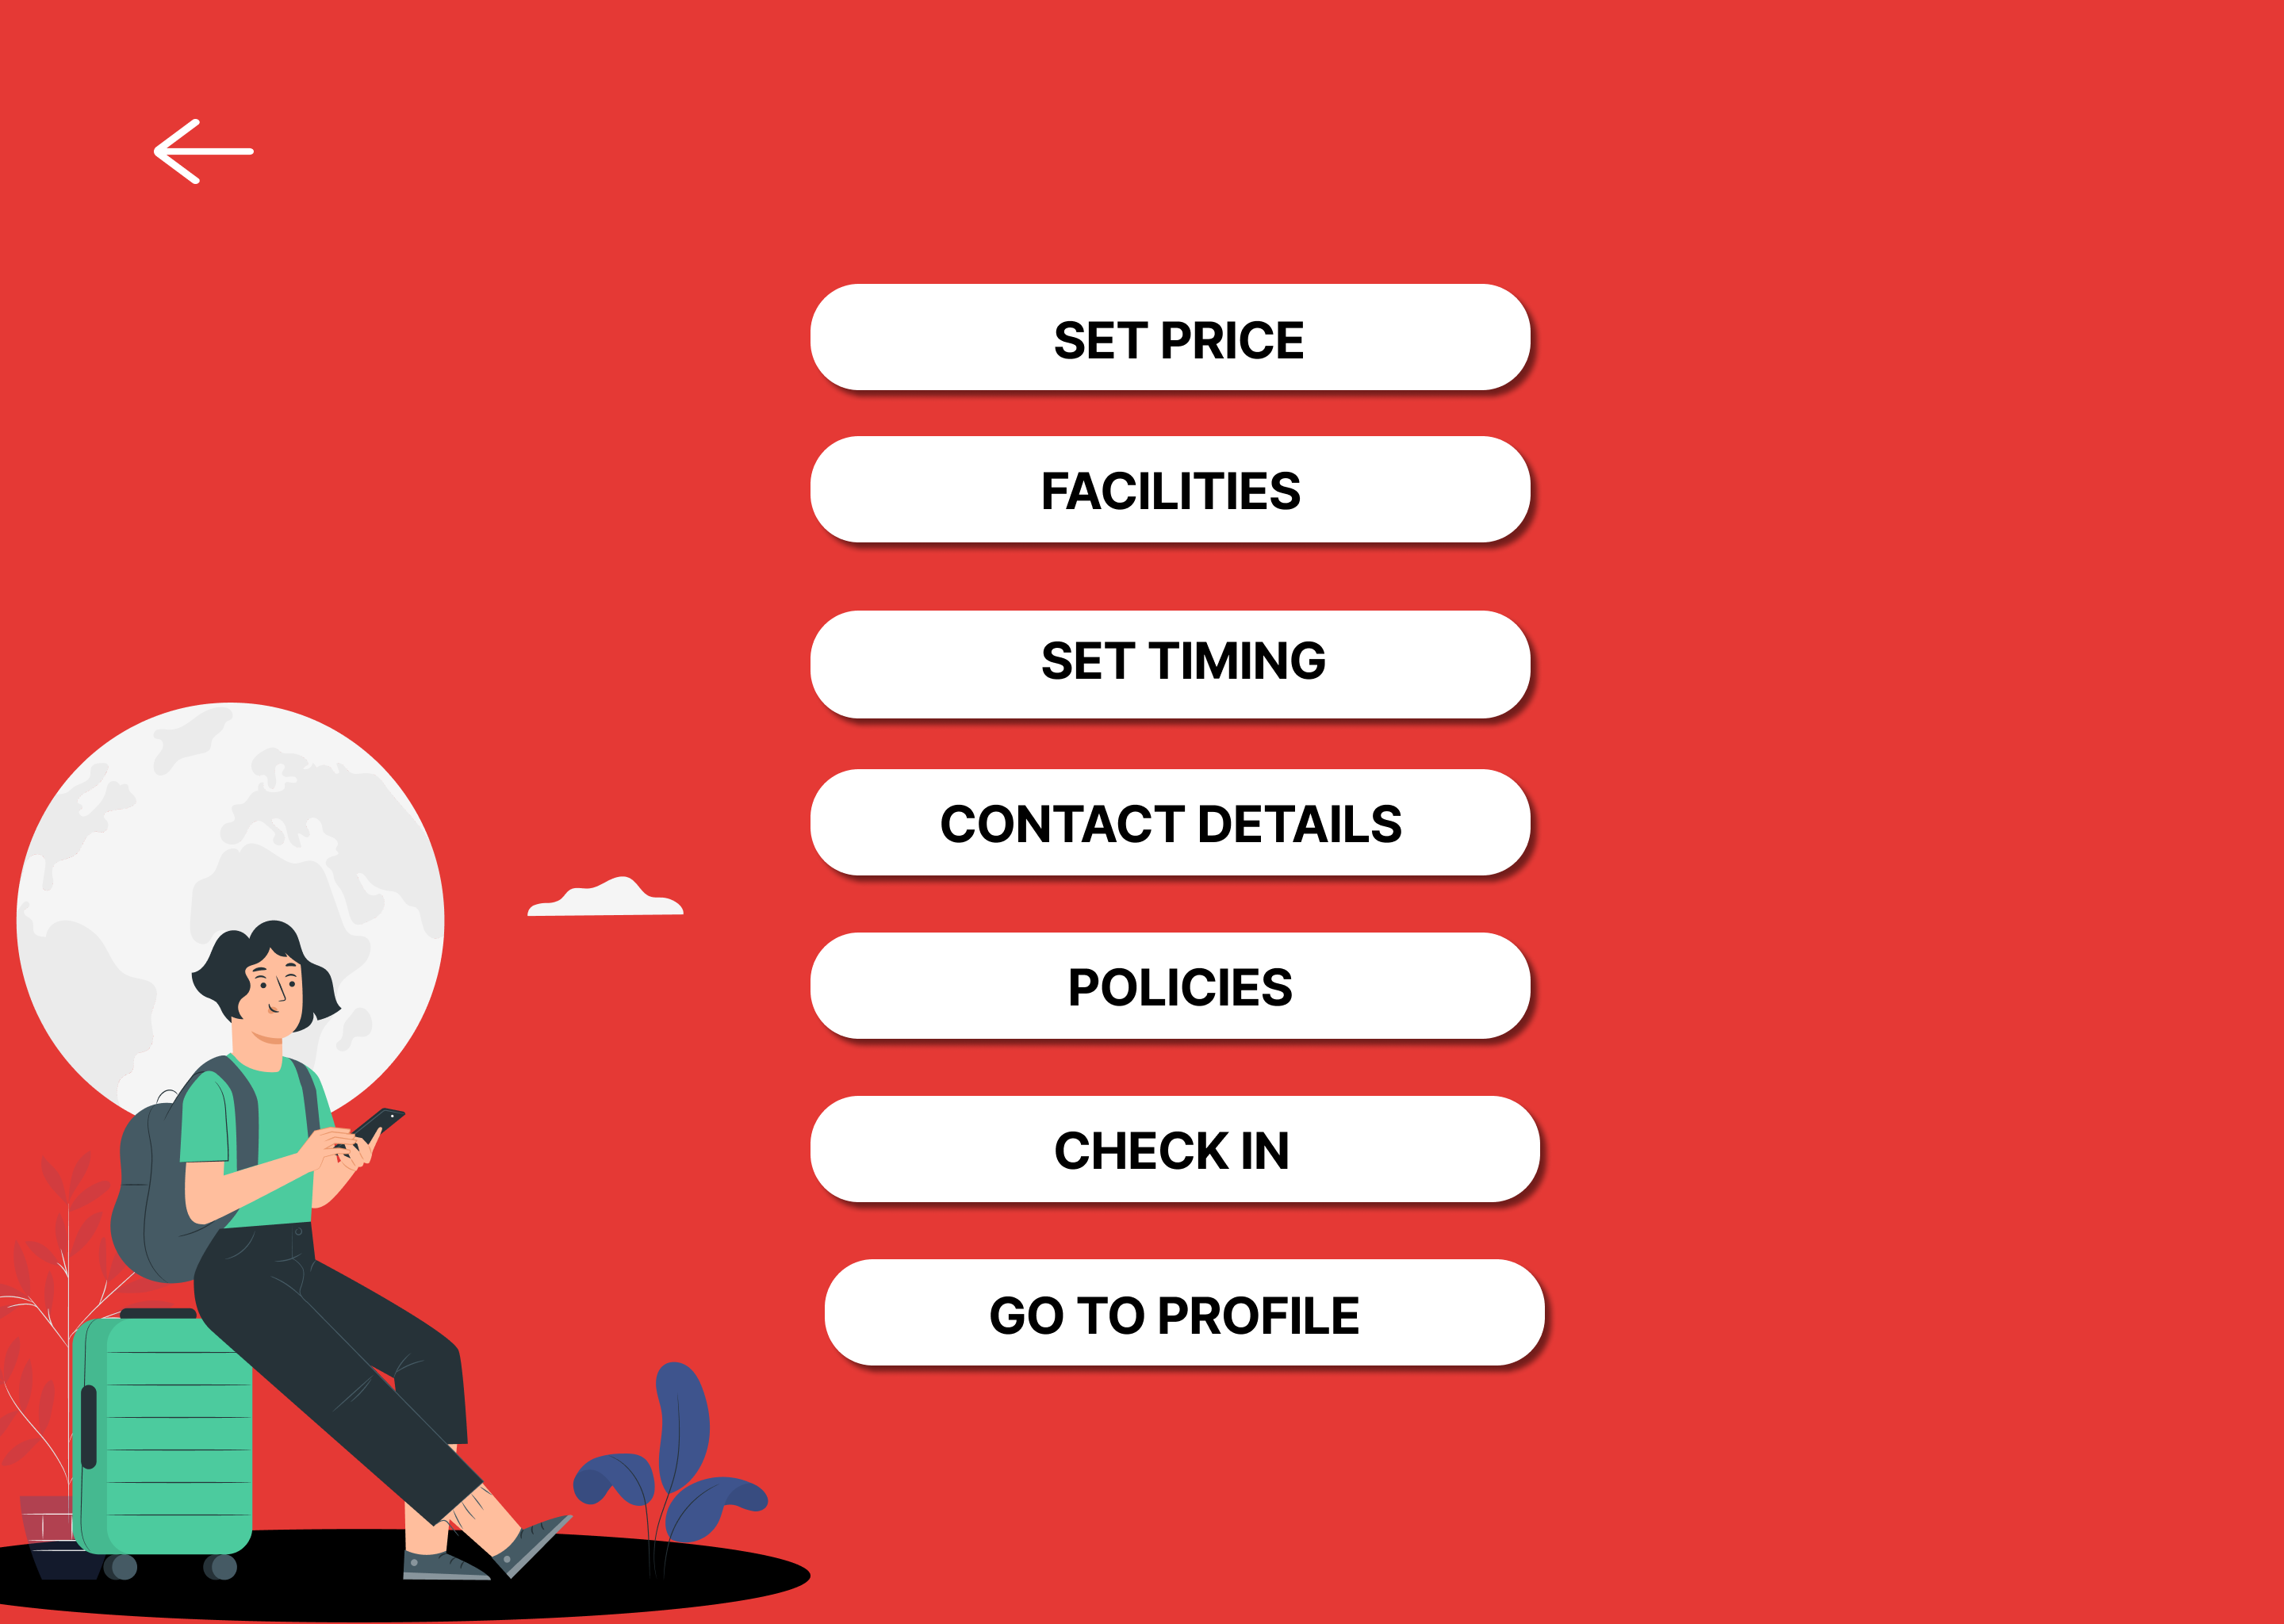 SET PRICE
FACILITIES
SET TIMING
CONTACT DETAILS
POLICIES
CHECK IN
GO TO PROFILE